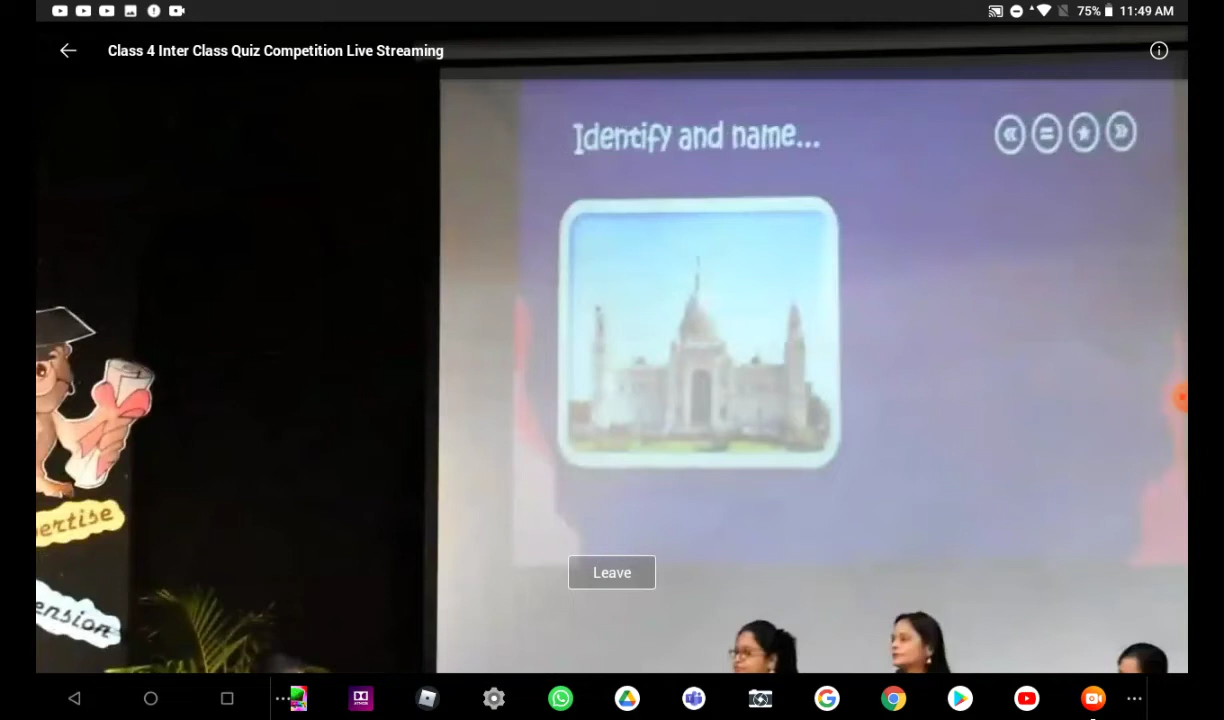 75% 11:49 AM
Class 4 Inter Class Quiz Competition Live Streaming
Identify and name...
ertise
ension
Leave